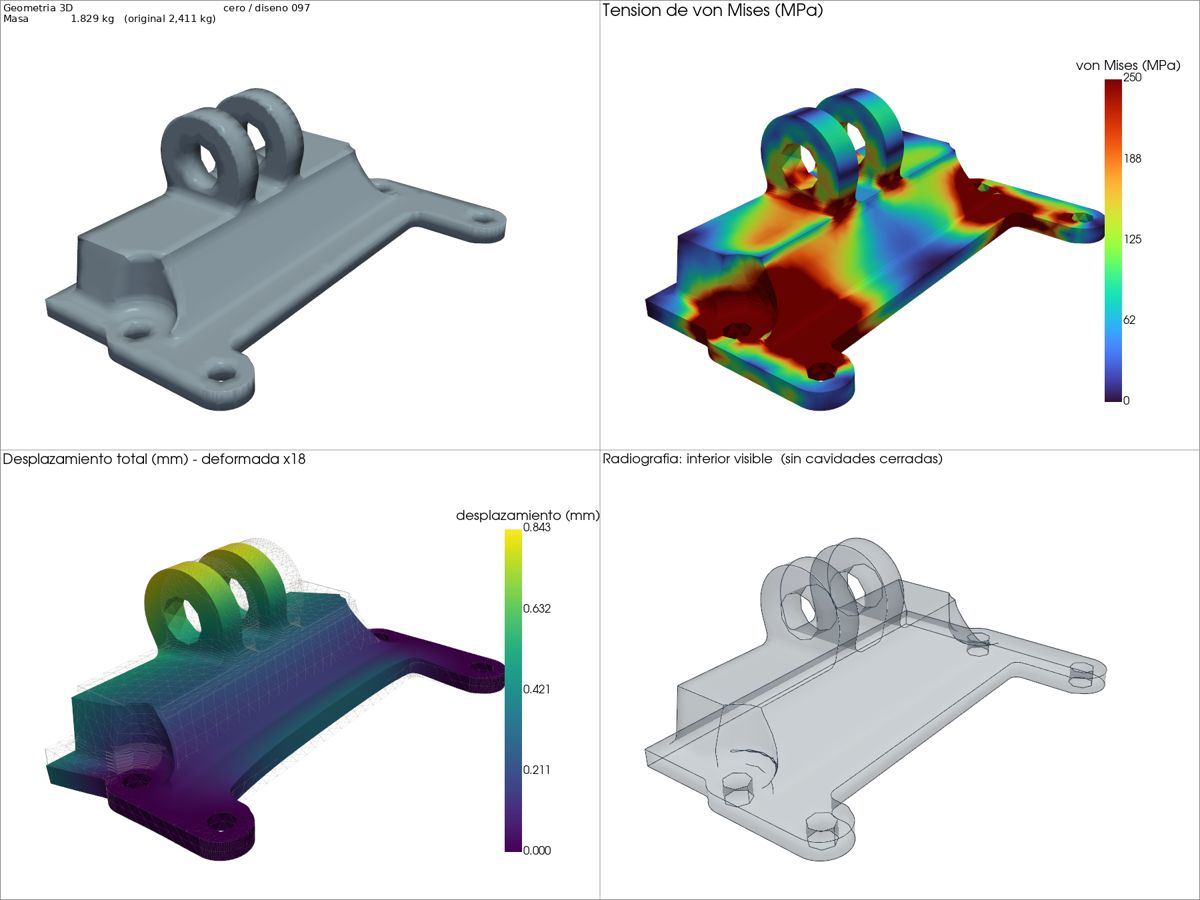 Geometria 3D
cero / diseno 097
Masa 1.829 kg (original 2,411 kg)
Tension de von Mises (MPa)
von Mises (MPa)
250
188
125
62
0
Desplazamiento total (mm) - deformada x18
desplazamiento (mm)
0.843
0.632
0.421
0.211
0.000
Radiografia: interior visible (sin cavidades cerradas)